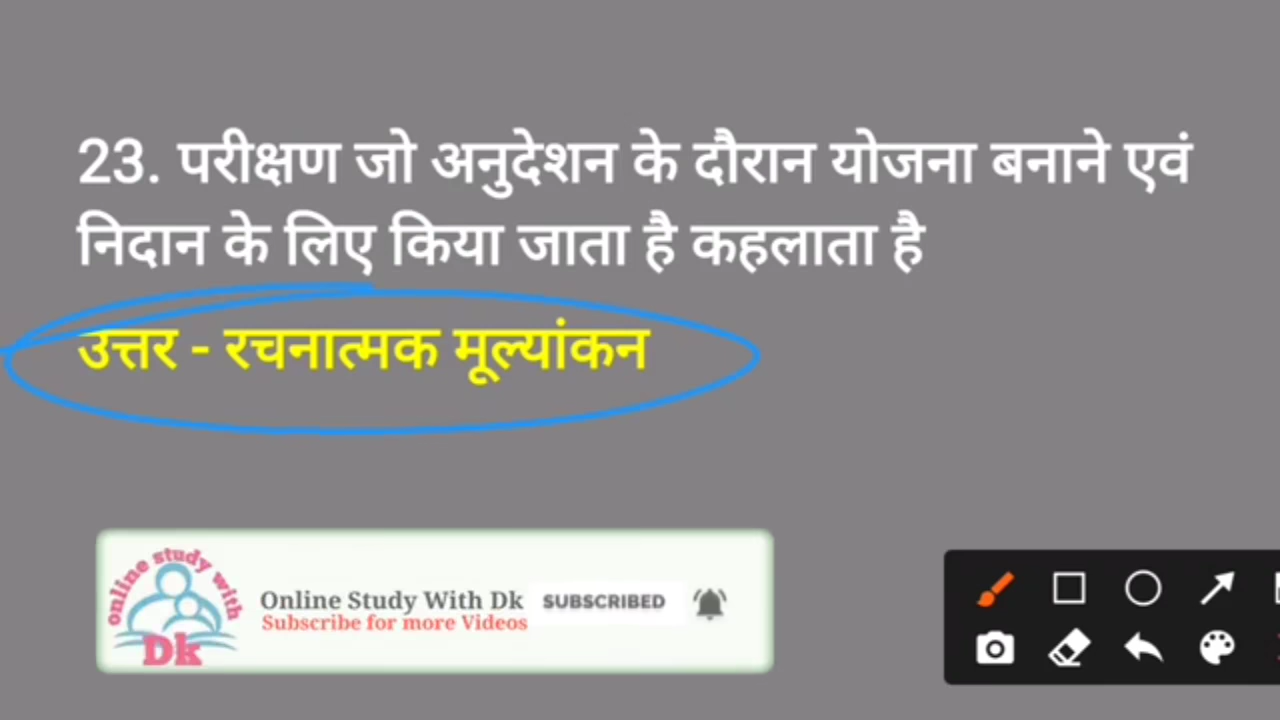 23. परीक्षण जो अनुदेशन के दौरान योजना बनाने एवं
निदान के लिए किया जाता है कहलाता है
उत्तर - रचनात्मक मूल्यांकन
online study with
Dk
Online Study With Dk SUBSCRIBED
Subscribe for more Videos